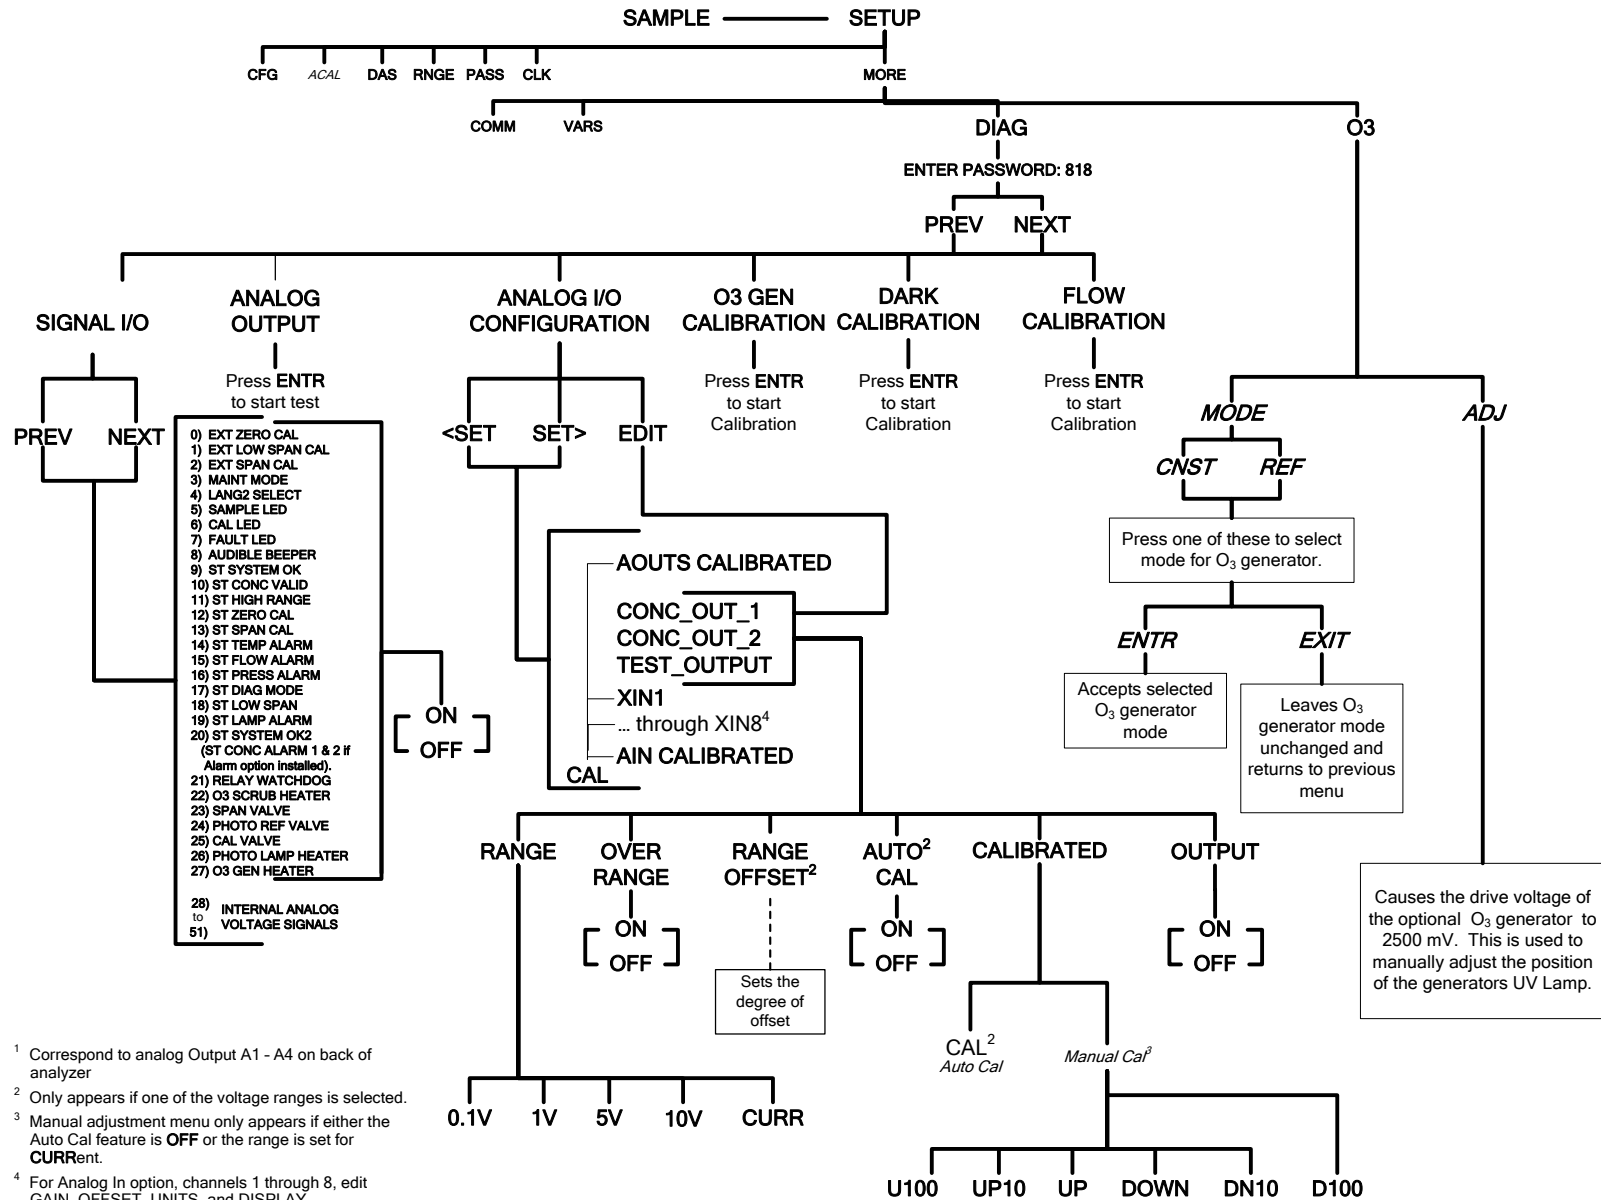 SAMPLE SETUP
CFG ACAL DAS RNGE PASS CLK MORE
COMM VARS DIAG O3
ENTER PASSWORD: 818
PREV NEXT
SIGNAL I/O
ANALOG
OUTPUT
ANALOG I/O
CONFIGURATION
O3 GEN
CALIBRATION
DARK
CALIBRATION
FLOW
CALIBRATION
Press ENTR
to start test
Press ENTR
to start
Calibration
Press ENTR
to start
Calibration
Press ENTR
to start
Calibration
PREV NEXT
0) EXT ZERO CAL
1) EXT LOW SPAN CAL
2) EXT SPAN CAL
3) MAINT MODE
4) LANG2 SELECT
5) SAMPLE LED
6) CAL LED
7) FAULT LED
8) AUDIBLE BEEPER
9) ST SYSTEM OK
10) ST CONC VALID
11) ST HIGH RANGE
12) ST ZERO CAL
13) ST SPAN CAL
14) ST TEMP ALARM
15) ST FLOW ALARM
16) ST PRESS ALARM
17) ST DIAG MODE
18) ST LOW SPAN
19) ST LAMP ALARM
20) ST SYSTEM OK2
(ST CONC ALARM 1 & 2 if
Alarm option installed).
21) RELAY WATCHDOG
22) O3 SCRUB HEATER
23) SPAN VALVE
24) PHOTO REF VALVE
25) CAL VALVE
26) PHOTO LAMP HEATER
27) O3 GEN HEATER
28)
to
51)
INTERNAL ANALOG
VOLTAGE SIGNALS
ON
OFF
<SET SET> EDIT
AOUTS CALIBRATED
CONC_OUT_1
CONC_OUT_2
TEST_OUTPUT
XIN1
... through XIN8⁴
AIN CALIBRATED
CAL
MODE ADJ
CNST REF
Press one of these to select
mode for O₃ generator.
ENTR EXIT
Accepts selected
O₃ generator
mode
Leaves O₃
generator mode
unchanged and
returns to previous
menu
Causes the drive voltage of
the optional O₃ generator to
2500 mV. This is used to
manually adjust the position
of the generators UV Lamp.
RANGE
OVER
RANGE
RANGE
OFFSET²
AUTO²
CAL
CALIBRATED
OUTPUT
ON
OFF
Sets the
degree of
offset
ON
OFF
ON
OFF
CAL²
Auto Cal
Manual Cal³
0.1V 1V 5V 10V CURR
U100 UP10 UP DOWN DN10 D100
¹ Correspond to analog Output A1 - A4 on back of
analyzer
² Only appears if one of the voltage ranges is selected.
³ Manual adjustment menu only appears if either the
Auto Cal feature is OFF or the range is set for
CURRent.
⁴ For Analog In option, channels 1 through 8, edit
GAIN, OFFSET, UNITS, and DISPLAY